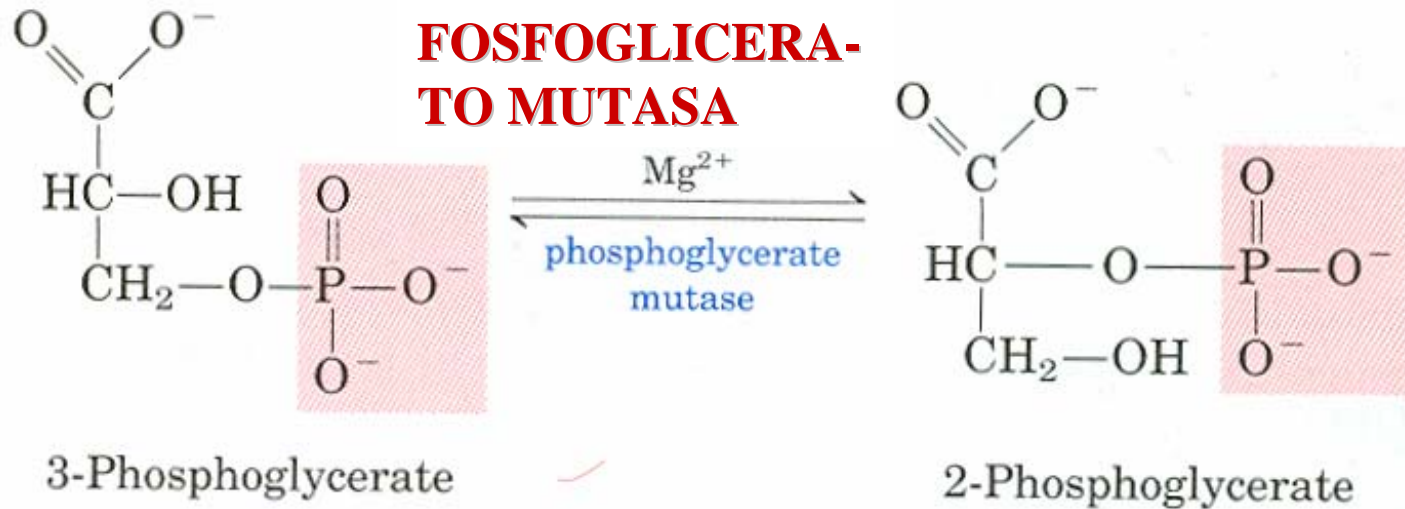 FOSFOGLICERA-
TO MUTASA
O O⁻
C
HC—OH O
CH₂—O—P—O⁻
O⁻
3-Phosphoglycerate
Mg²⁺
phosphoglycerate
mutase
O O⁻
C O
HC—O—P—O⁻
CH₂—OH O⁻
2-Phosphoglycerate